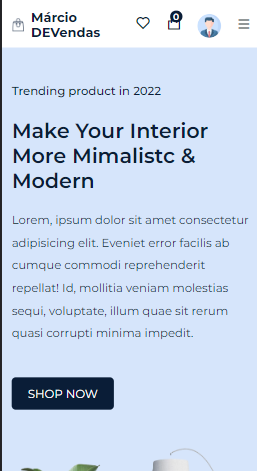 Márcio
DEVendas
0
Trending product in 2022
Make Your Interior
More Mimalistc &
Modern
Lorem, ipsum dolor sit amet consectetur
adipisicing elit. Eveniet error facilis ab
cumque commodi reprehenderit
repellat! Id, mollitia veniam molestias
sequi, voluptate, illum quae sit rerum
quasi corrupti minima impedit.
SHOP NOW